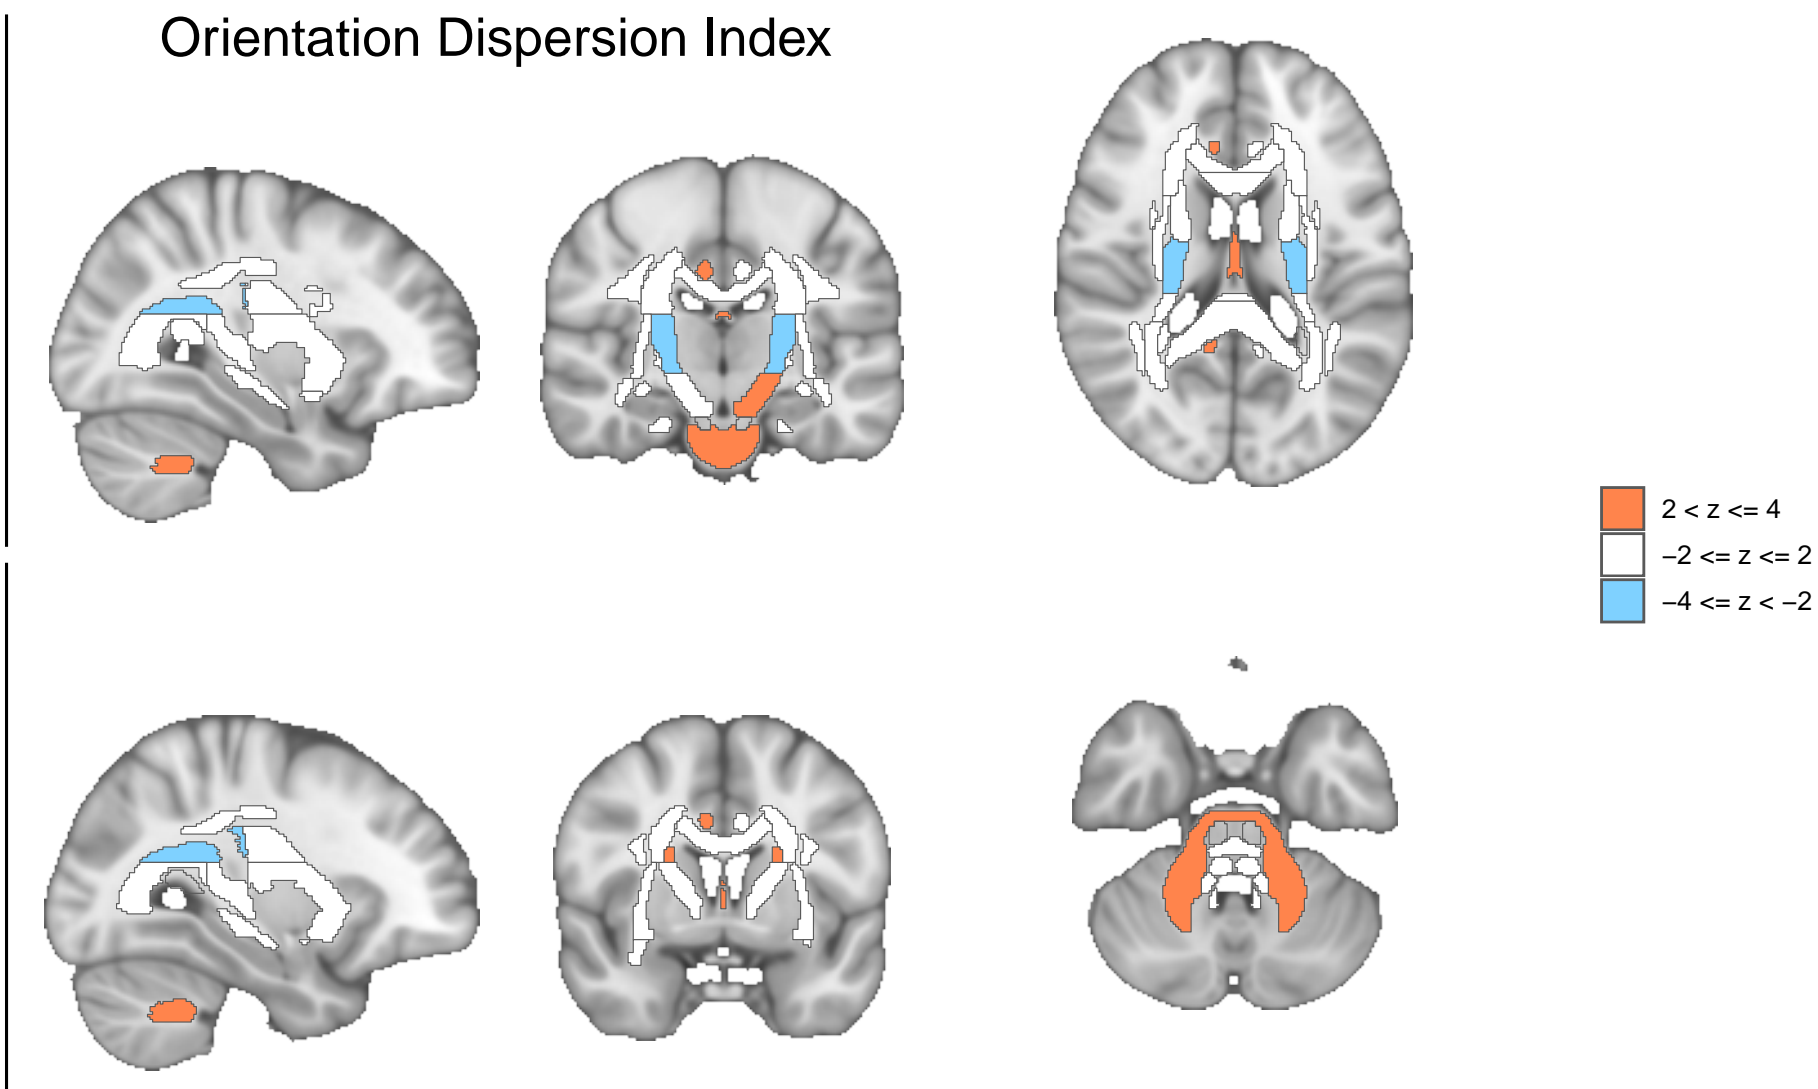 Orientation Dispersion Index
2 < z <= 4
−2 <= z <= 2
−4 <= z < −2